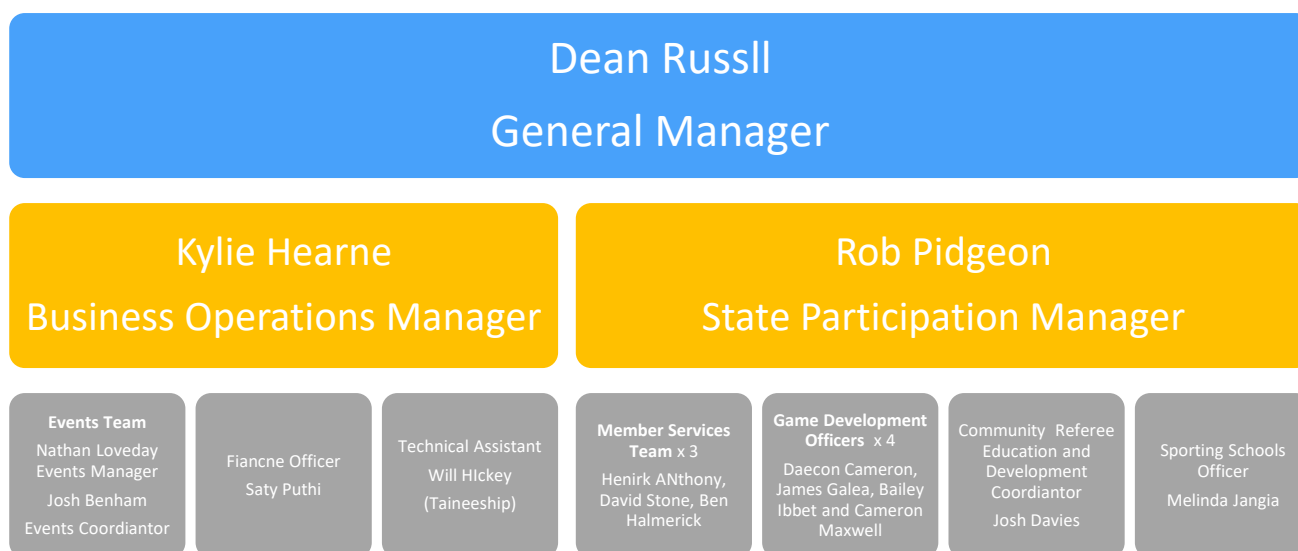 Dean Russll
General Manager
Kylie Hearne
Business Operations Manager
Rob Pidgeon
State Participation Manager
Events Team
Nathan Loveday
Events Manager
Josh Benham
Events Coordiantor
Fiancne Officer
Saty Puthi
Technical Assistant
Will HIckey
(Taineeship)
Member Services
Team x 3
Henirk ANthony,
David Stone, Ben
Halmerick
Game Development
Officers x 4
Daecon Cameron,
James Galea, Bailey
Ibbet and Cameron
Maxwell
Community Referee
Education and
Development
Coordiantor
Josh Davies
Sporting Schools
Officer
Melinda Jangia